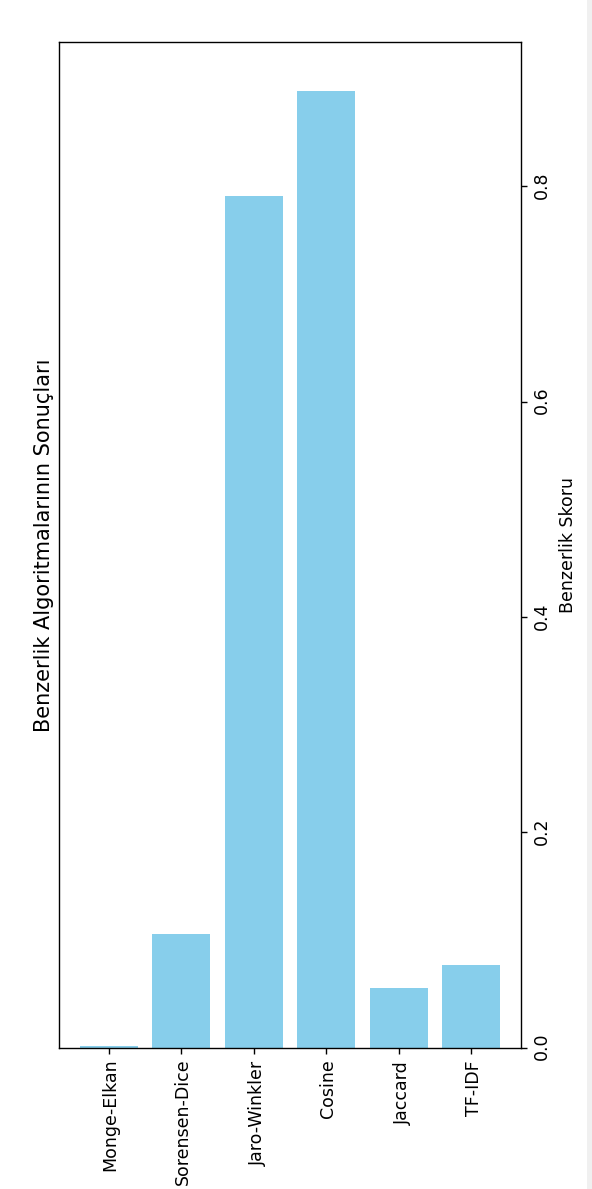 Benzerlik Algoritmalarının Sonuçları
Monge-Elkan
Sorensen-Dice
Jaro-Winkler
Cosine
Jaccard
TF-IDF
0.0
0.2
0.4
0.6
0.8
Benzerlik Skoru